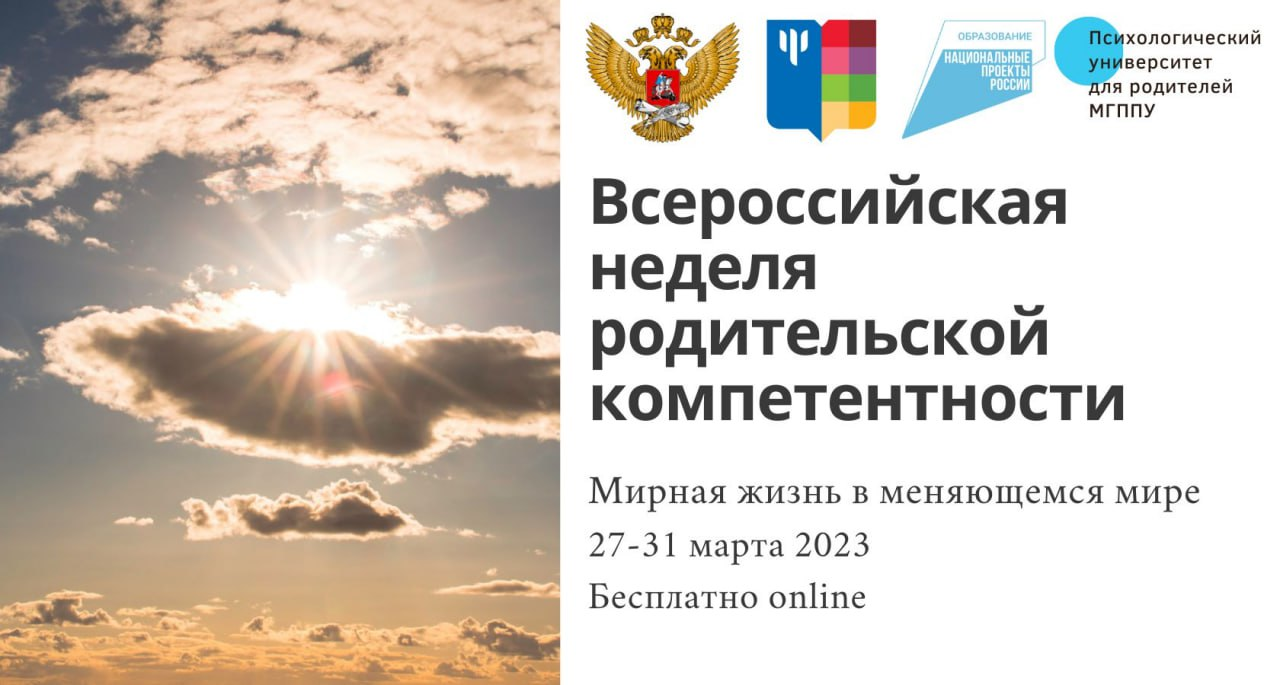 ОБРАЗОВАНИЕ
НАЦИОНАЛЬНЫЕ
ПРОЕКТЫ
РОССИИ
Психологический
университет
для родителей
МГППУ
Всероссийская
неделя
родительской
компетентности
Мирная жизнь в меняющемся мире
27-31 марта 2023
Бесплатно online